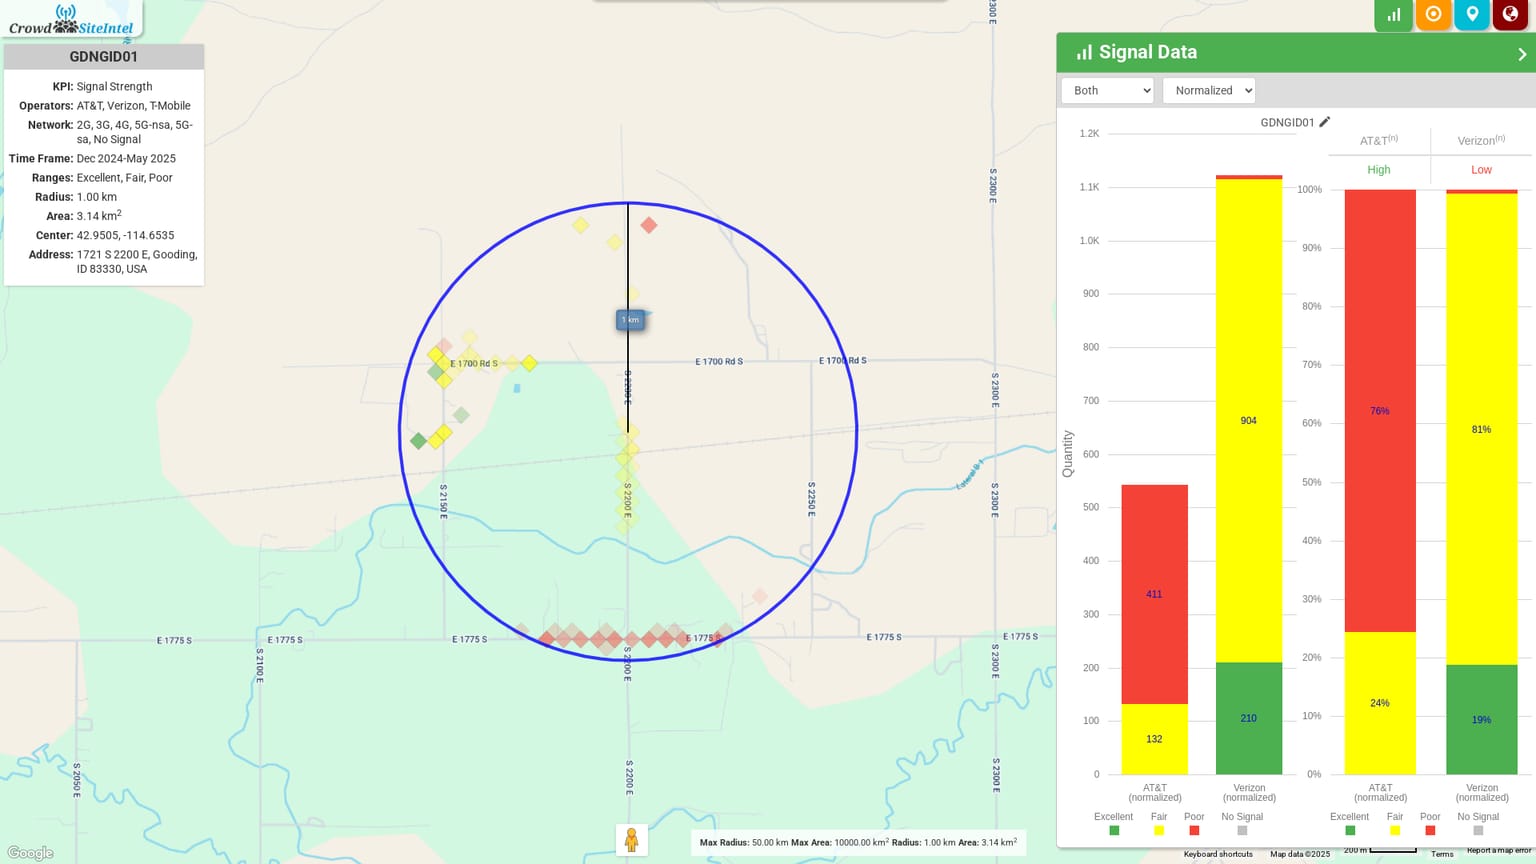 Crowd SiteIntel
GDNGID01
KPI: Signal Strength
Operators: AT&T, Verizon, T-Mobile
Network: 2G, 3G, 4G, 5G-nsa, 5G-
sa, No Signal
Time Frame: Dec 2024-May 2025
Ranges: Excellent, Fair, Poor
Radius: 1.00 km
Area: 3.14 km²
Center: 42.9505, -114.6535
Address: 1721 S 2200 E, Gooding,
ID 83330, USA
2300 E
S 2300 E
1 km
E 1700 Rd S
E 1700 Rd S
E 1700 Rd S
S 2200 E
S 2300 E
S 2150 E
S 2200 E
S 2250 E
S 2300 E
Lateral 8-1
E 1775 S
E 1775 S
E 1775 S
E 1775 S
E 1775 S
E 1775 S
S 2100 E
S 2200 E
S 2300 E
S 2050 E
S 2200 E
S 2300 E
Google
Max Radius: 50.00 km Max Area: 10000.00 km² Radius: 1.00 km Area: 3.14 km²
Signal Data
Both
Normalized
GDNGID01
1.2K
1.1K
1.0K
900
800
700
600
500
400
300
200
100
0
Quantity
411
132
904
210
AT&T
(normalized)
Verizon
(normalized)
Excellent
Fair
Poor
No Signal
AT&T(n)
Verizon(n)
High
Low
100%
90%
80%
70%
60%
50%
40%
30%
20%
10%
0%
76%
24%
81%
19%
AT&T
(normalized)
Verizon
(normalized)
Excellent
Fair
Poor
No Signal
Keyboard shortcuts
Map data ©2025
200 m
Terms
Report a map error